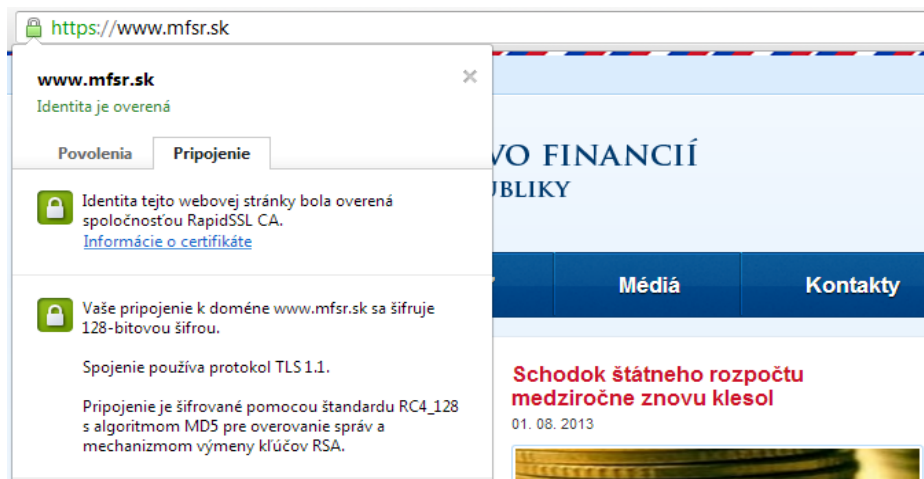 https://www.mfsr.sk
www.mfsr.sk
Identita je overená
Povolenia Pripojenie
Identita tejto webovej stránky bola overená
spoločnosťou RapidSSL CA.
Informácie o certifikáte
Vaše pripojenie k doméne www.mfsr.sk sa šifruje
128-bitovou šifrou.
Spojenie používa protokol TLS 1.1.
Pripojenie je šifrované pomocou štandardu RC4_128
s algoritmom MD5 pre overovanie správ a
mechanizmom výmeny kľúčov RSA.
VO FINANCIÍ
UBLIKY
Médiá Kontakty
Schodok štátneho rozpočtu
medziročne znovu klesol
01. 08. 2013